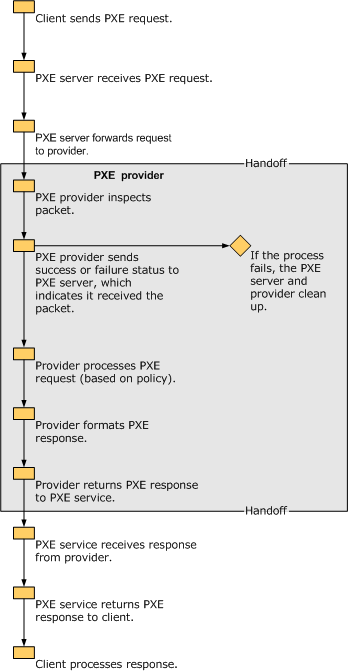 Client sends PXE request.
PXE server receives PXE request.
PXE server forwards request
to provider.
Handoff
PXE provider
PXE provider inspects
packet.
PXE provider sends
success or failure status to
PXE server, which
indicates it received the
packet.
If the process
fails, the PXE
server and
provider clean
up.
Provider processes PXE
request (based on policy).
Provider formats PXE
response.
Provider returns PXE response
to PXE service.
Handoff
PXE service receives response
from provider.
PXE service returns PXE
response to client.
Client processes response.